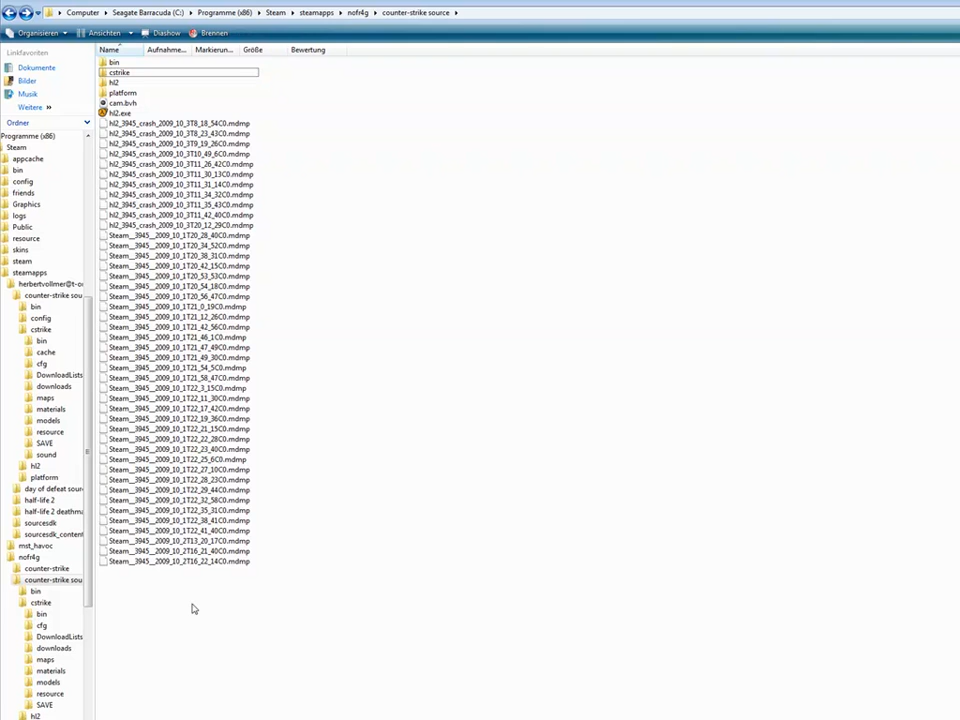 Computer ▸ Seagate Barracuda (C:) ▸ Programme (x86) ▸ Steam ▸ steamapps ▸ nofr4g ▸ counter-strike source ▸
Organisieren Ansichten Diashow Brennen
Linkfavoriten
Dokumente
Bilder
Musik
Weitere »
Ordner
Programme (x86)
Steam
appcache
bin
config
friends
Graphics
logs
Public
resource
skins
steam
steamapps
herbertvollmer@t-o
counter-strike sou
bin
config
cstrike
bin
cache
cfg
DownloadLists
downloads
maps
materials
models
resource
SAVE
sound
hl2
platform
day of defeat sour
half-life 2
half-life 2 deathma
sourcesdk
sourcesdk_content
mst_havoc
nofr4g
counter-strike
counter-strike sou
bin
cstrike
bin
cfg
DownloadLists
downloads
maps
materials
models
resource
SAVE
hl2
Name Aufnahme... Markierun... Größe Bewertung
bin
cstrike
hl2
platform
cam.bvh
hl2.exe
hl2_3945_crash_2009_10_3T8_18_54C0.mdmp
hl2_3945_crash_2009_10_3T8_23_43C0.mdmp
hl2_3945_crash_2009_10_3T9_19_26C0.mdmp
hl2_3945_crash_2009_10_3T10_49_6C0.mdmp
hl2_3945_crash_2009_10_3T11_26_42C0.mdmp
hl2_3945_crash_2009_10_3T11_30_13C0.mdmp
hl2_3945_crash_2009_10_3T11_31_14C0.mdmp
hl2_3945_crash_2009_10_3T11_34_32C0.mdmp
hl2_3945_crash_2009_10_3T11_35_43C0.mdmp
hl2_3945_crash_2009_10_3T11_42_40C0.mdmp
hl2_3945_crash_2009_10_3T20_12_29C0.mdmp
Steam__3945__2009_10_1T20_28_40C0.mdmp
Steam__3945__2009_10_1T20_34_52C0.mdmp
Steam__3945__2009_10_1T20_38_31C0.mdmp
Steam__3945__2009_10_1T20_42_15C0.mdmp
Steam__3945__2009_10_1T20_53_53C0.mdmp
Steam__3945__2009_10_1T20_54_18C0.mdmp
Steam__3945__2009_10_1T20_56_47C0.mdmp
Steam__3945__2009_10_1T21_0_19C0.mdmp
Steam__3945__2009_10_1T21_12_26C0.mdmp
Steam__3945__2009_10_1T21_42_56C0.mdmp
Steam__3945__2009_10_1T21_46_1C0.mdmp
Steam__3945__2009_10_1T21_47_49C0.mdmp
Steam__3945__2009_10_1T21_49_30C0.mdmp
Steam__3945__2009_10_1T21_54_5C0.mdmp
Steam__3945__2009_10_1T21_58_47C0.mdmp
Steam__3945__2009_10_1T22_3_15C0.mdmp
Steam__3945__2009_10_1T22_11_30C0.mdmp
Steam__3945__2009_10_1T22_17_42C0.mdmp
Steam__3945__2009_10_1T22_19_36C0.mdmp
Steam__3945__2009_10_1T22_21_15C0.mdmp
Steam__3945__2009_10_1T22_22_28C0.mdmp
Steam__3945__2009_10_1T22_23_40C0.mdmp
Steam__3945__2009_10_1T22_25_6C0.mdmp
Steam__3945__2009_10_1T22_27_10C0.mdmp
Steam__3945__2009_10_1T22_28_23C0.mdmp
Steam__3945__2009_10_1T22_29_44C0.mdmp
Steam__3945__2009_10_1T22_32_58C0.mdmp
Steam__3945__2009_10_1T22_35_31C0.mdmp
Steam__3945__2009_10_1T22_38_41C0.mdmp
Steam__3945__2009_10_1T22_41_40C0.mdmp
Steam__3945__2009_10_2T13_20_17C0.mdmp
Steam__3945__2009_10_2T16_21_40C0.mdmp
Steam__3945__2009_10_2T16_22_14C0.mdmp